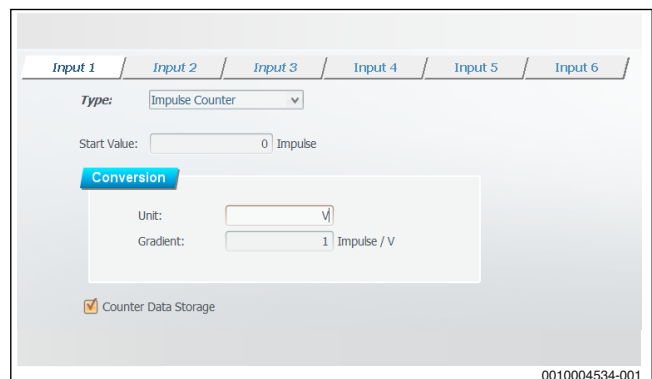 Input 1 Input 2 Input 3 Input 4 Input 5 Input 6
Type: Impulse Counter
Start Value: 0 Impulse
Conversion
Unit: V
Gradient: 1 Impulse / V
Counter Data Storage
0010004534-001